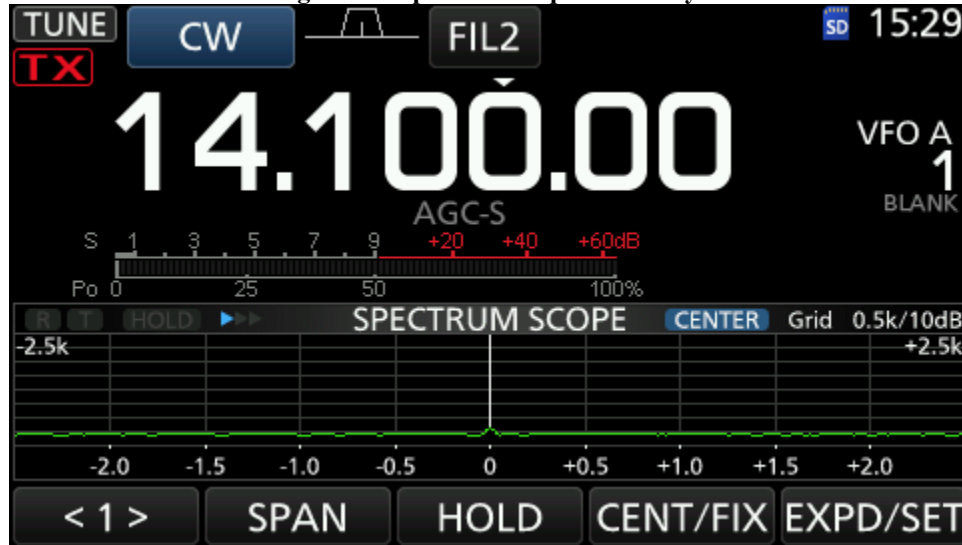 TUNE CW FIL2 SD 15:29
TX
14.100.00 VFO A
1
AGC-S BLANK
S 1 3 5 7 9 +20 +40 +60dB
Po 0 25 50 100%
R T HOLD SPECTRUM SCOPE CENTER Grid 0.5k/10dB
-2.5k +2.5k
-2.0 -1.5 -1.0 -0.5 0 +0.5 +1.0 +1.5 +2.0
< 1 > SPAN HOLD CENT/FIX EXPD/SET